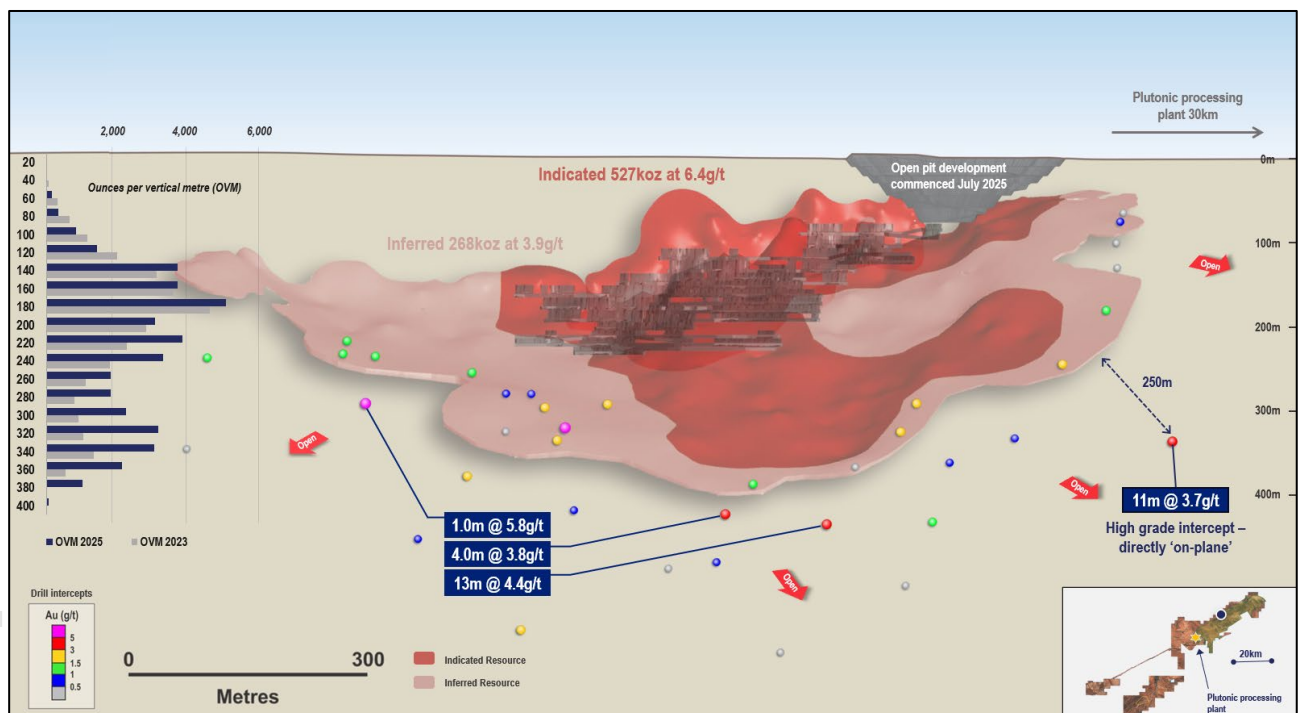 Plutonic processing
plant 30km
2,000 4,000 6,000
Ounces per vertical metre (OVM)
20
40
60
80
100
120
140
160
180
200
220
240
260
280
300
320
340
360
380
400
OVM 2025 OVM 2023
Indicated 527koz at 6.4g/t
Inferred 268koz at 3.9g/t
Open pit development
commenced July 2025
0m
100m
200m
300m
400m
Open
Open
Open
Open
250m
1.0m @ 5.8g/t
4.0m @ 3.8g/t
13m @ 4.4g/t
11m @ 3.7g/t
High grade intercept –
directly 'on-plane'
Drill intercepts
Au (g/t)
5
3
1.5
1
0.5
0 300
Metres
Indicated Resource
Inferred Resource
20km
Plutonic processing
plant